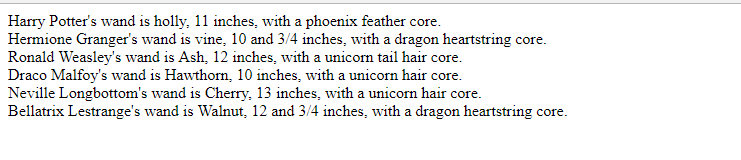 Harry Potter's wand is holly, 11 inches, with a phoenix feather core.
Hermione Granger's wand is vine, 10 and 3/4 inches, with a dragon heartstring core.
Ronald Weasley's wand is Ash, 12 inches, with a unicorn tail hair core.
Draco Malfoy's wand is Hawthorn, 10 inches, with a unicorn hair core.
Neville Longbottom's wand is Cherry, 13 inches, with a unicorn hair core.
Bellatrix Lestrange's wand is Walnut, 12 and 3/4 inches, with a dragon heartstring core.